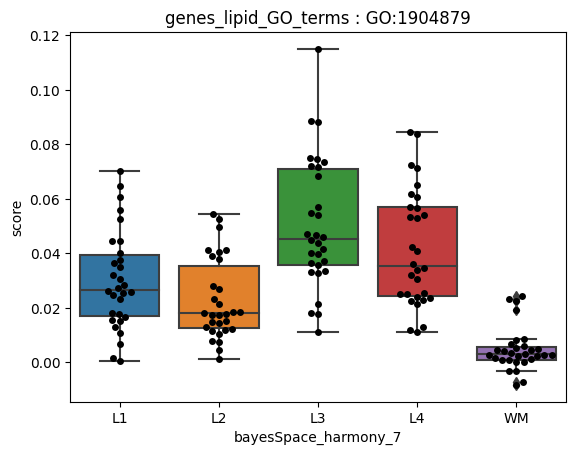 genes_lipid_GO_terms : GO:1904879
0.12
0.10
0.08
0.06
0.04
0.02
0.00
score
L1 L2 L3 L4 WM
bayesSpace_harmony_7